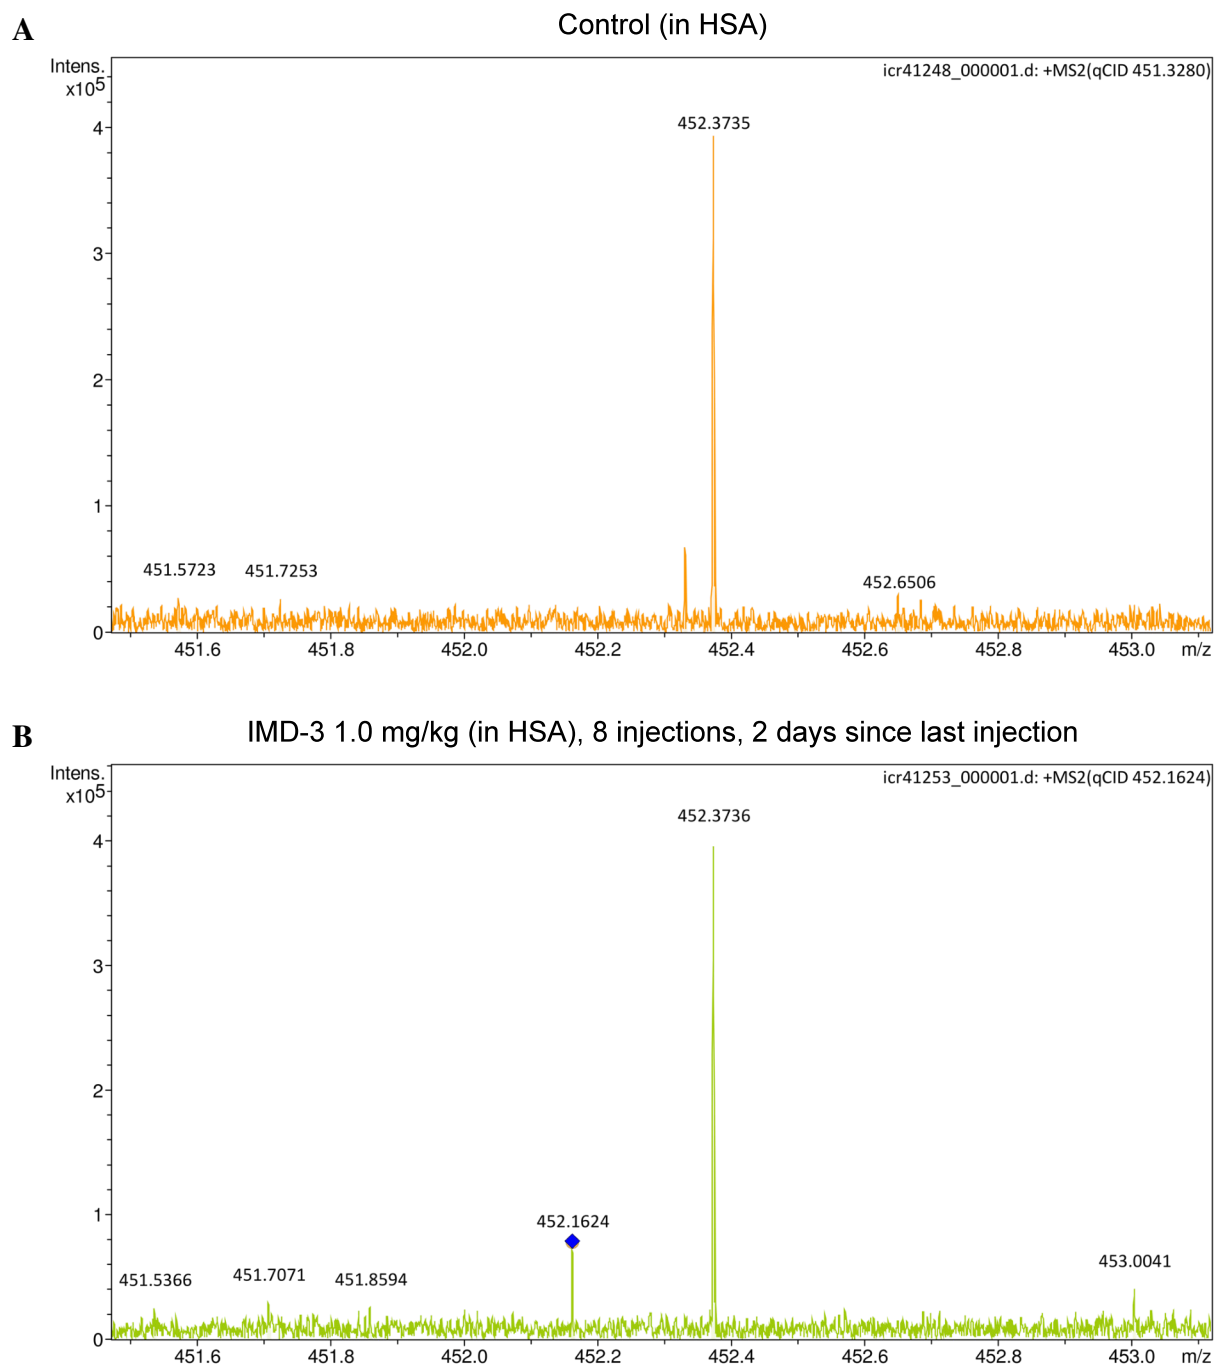 A
Control (in HSA)
Intens.
x10⁵
icr41248_000001.d: +MS2(qCID 451.3280)
4
452.3735
3
2
1
451.5723
451.7253
452.6506
0
451.6 451.8 452.0 452.2 452.4 452.6 452.8 453.0 m/z
B
IMD-3 1.0 mg/kg (in HSA), 8 injections, 2 days since last injection
Intens.
x10⁵
icr41253_000001.d: +MS2(qCID 452.1624)
452.3736
4
3
2
1
452.1624
451.5366
451.7071
451.8594
453.0041
0
451.6 451.8 452.0 452.2 452.4 452.6 452.8 453.0 m/z